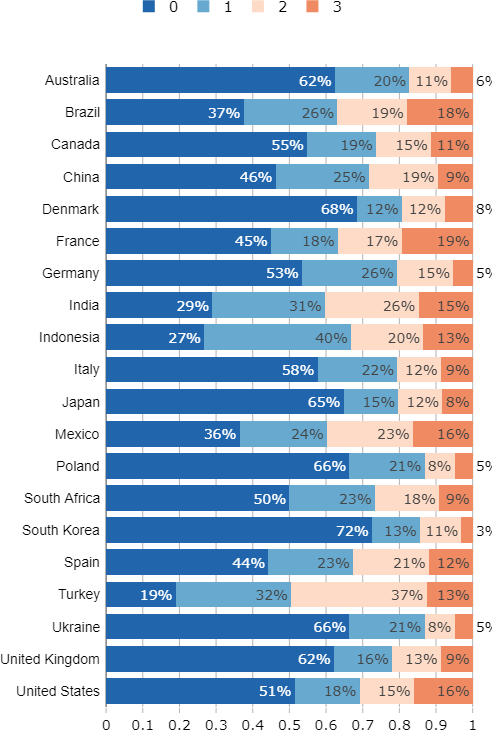 0 1 2 3
Australia 62% 20% 11% 6%
Brazil 37% 26% 19% 18%
Canada 55% 19% 15% 11%
China 46% 25% 19% 9%
Denmark 68% 12% 12% 8%
France 45% 18% 17% 19%
Germany 53% 26% 15% 5%
India 29% 31% 26% 15%
Indonesia 27% 40% 20% 13%
Italy 58% 22% 12% 9%
Japan 65% 15% 12% 8%
Mexico 36% 24% 23% 16%
Poland 66% 21% 8% 5%
South Africa 50% 23% 18% 9%
South Korea 72% 13% 11% 3%
Spain 44% 23% 21% 12%
Turkey 19% 32% 37% 13%
Ukraine 66% 21% 8% 5%
United Kingdom 62% 16% 13% 9%
United States 51% 18% 15% 16%
0 0.1 0.2 0.3 0.4 0.5 0.6 0.7 0.8 0.9 1